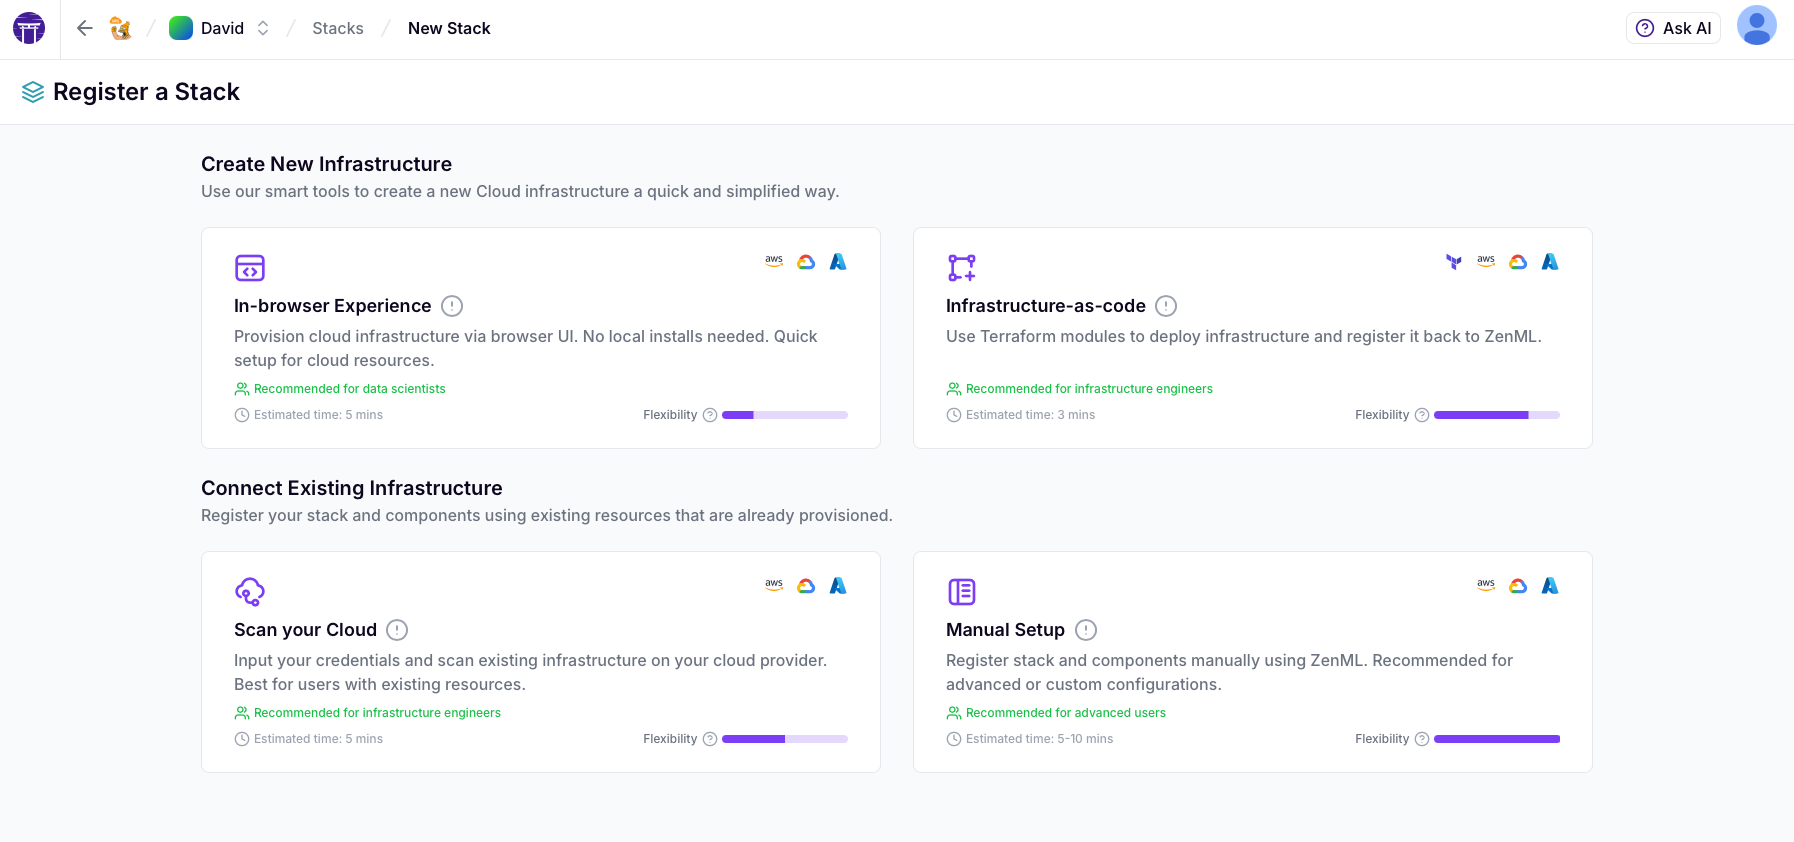 David
Stacks
New Stack
Ask AI
Register a Stack
Create New Infrastructure
Use our smart tools to create a new Cloud infrastructure a quick and simplified way.
aws
In-browser Experience
Provision cloud infrastructure via browser UI. No local installs needed. Quick
setup for cloud resources.
Recommended for data scientists
Estimated time: 5 mins
Flexibility
aws
Infrastructure-as-code
Use Terraform modules to deploy infrastructure and register it back to ZenML.
Recommended for infrastructure engineers
Estimated time: 3 mins
Flexibility
Connect Existing Infrastructure
Register your stack and components using existing resources that are already provisioned.
aws
Scan your Cloud
Input your credentials and scan existing infrastructure on your cloud provider.
Best for users with existing resources.
Recommended for infrastructure engineers
Estimated time: 5 mins
Flexibility
aws
Manual Setup
Register stack and components manually using ZenML. Recommended for
advanced or custom configurations.
Recommended for advanced users
Estimated time: 5-10 mins
Flexibility